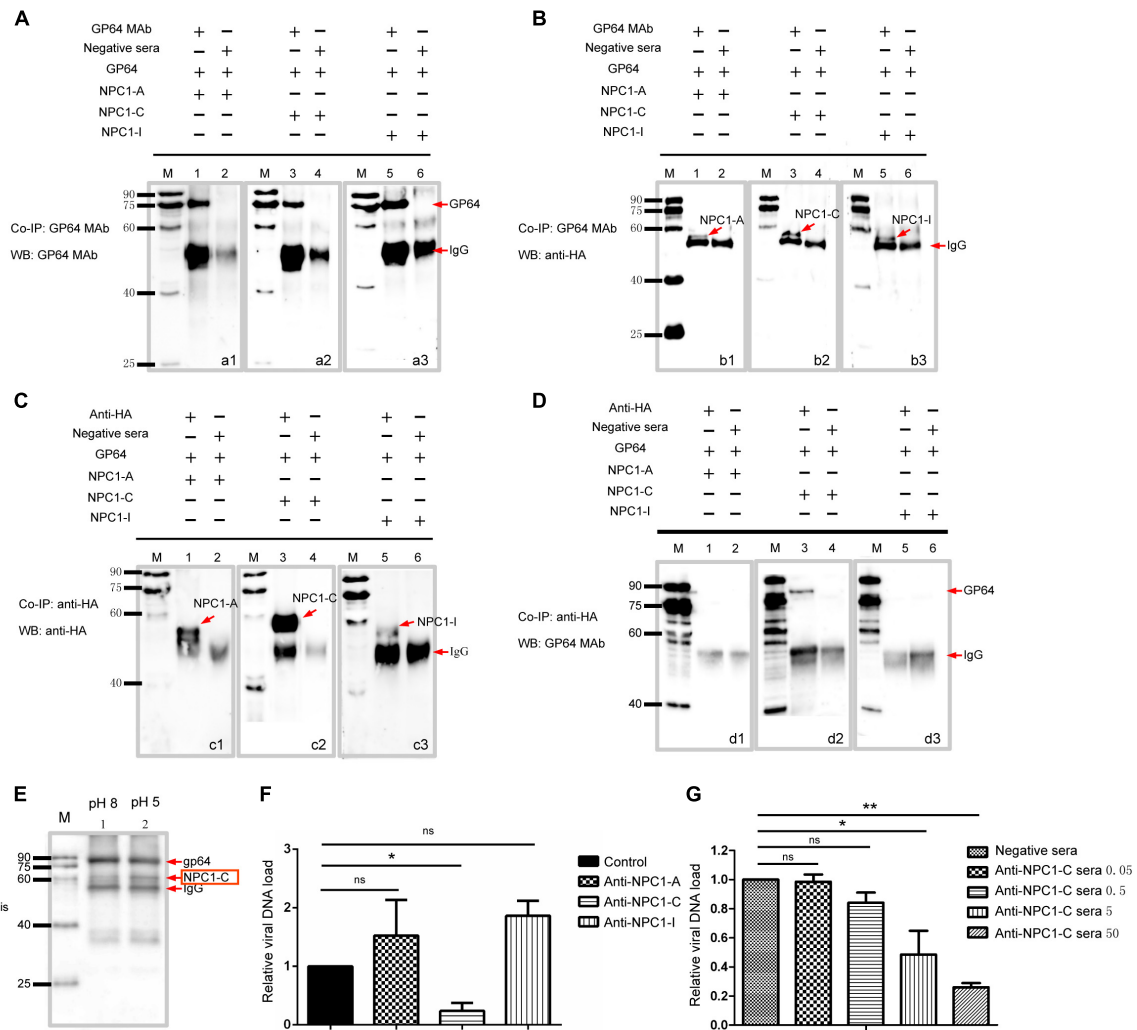 A
GP64 MAb + − + − + −
Negative sera − + − + − +
GP64 + + + + + +
NPC1-A + + − − − −
NPC1-C − − + + − −
NPC1-I − − − − + +
M 1 2 M 3 4 M 5 6
90
75
60
40
25
GP64
IgG
Co-IP: GP64 MAb
WB: GP64 MAb
a1 a2 a3
B
GP64 MAb + − + − + −
Negative sera − + − + − +
GP64 + + + + + +
NPC1-A + + − − − −
NPC1-C − − + + − −
NPC1-I − − − − + +
M 1 2 M 3 4 M 5 6
90
75
60
40
25
NPC1-A NPC1-C NPC1-I
IgG
Co-IP: GP64 MAb
WB: anti-HA
b1 b2 b3
C
Anti-HA + − + − + −
Negative sera − + − + − +
GP64 + + + + + +
NPC1-A + + − − − −
NPC1-C − − + + − −
NPC1-I − − − − + +
M 1 2 M 3 4 M 5 6
90
75
60
40
NPC1-A NPC1-C NPC1-I
IgG
Co-IP: anti-HA
WB: anti-HA
c1 c2 c3
D
Anti-HA + − + − + −
Negative sera − + − + − +
GP64 + + + + + +
NPC1-A + + − − − −
NPC1-C − − + + − −
NPC1-I − − − − + +
M 1 2 M 3 4 M 5 6
90
75
60
40
GP64
IgG
Co-IP: anti-HA
WB: GP64 MAb
d1 d2 d3
E
pH 8 pH 5
M 1 2
90
75
60
40
25
gp64
NPC1-C
IgG
is
F
Relative viral DNA load
3
2
1
0
ns
*
ns
Control
Anti-NPC1-A
Anti-NPC1-C
Anti-NPC1-I
G
Relative viral DNA load
1.2
1.0
0.8
0.6
0.4
0.2
0.0
**
*
ns
ns
Negative sera
Anti-NPC1-C sera 0.05
Anti-NPC1-C sera 0.5
Anti-NPC1-C sera 5
Anti-NPC1-C sera 50